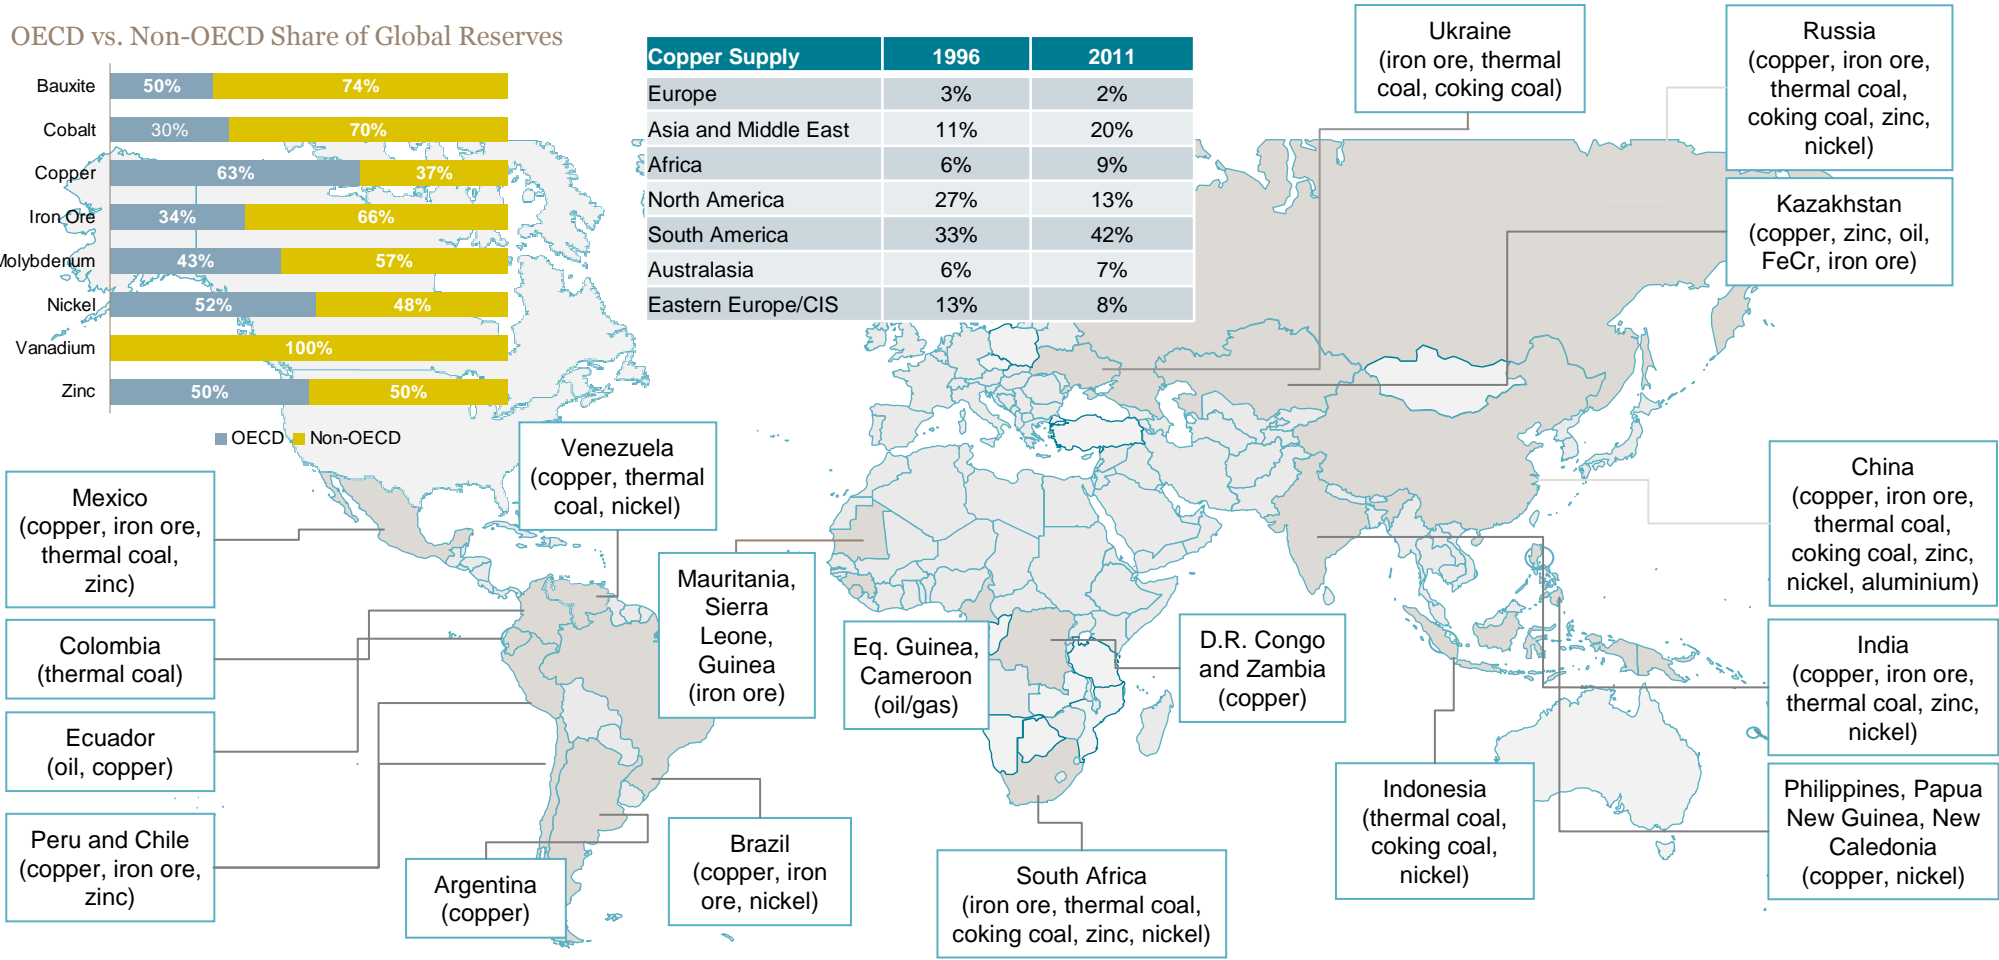 OECD vs. Non-OECD Share of Global Reserves
Bauxite 50% 74%
Cobalt 30% 70%
Copper 63% 37%
Iron Ore 34% 66%
Molybdenum 43% 57%
Nickel 52% 48%
Vanadium 100%
Zinc 50% 50%
OECD Non-OECD
Copper Supply 1996 2011
Europe 3% 2%
Asia and Middle East 11% 20%
Africa 6% 9%
North America 27% 13%
South America 33% 42%
Australasia 6% 7%
Eastern Europe/CIS 13% 8%
Ukraine
(iron ore, thermal
coal, coking coal)
Russia
(copper, iron ore,
thermal coal,
coking coal, zinc,
nickel)
Kazakhstan
(copper, zinc, oil,
FeCr, iron ore)
Venezuela
(copper, thermal
coal, nickel)
Mexico
(copper, iron ore,
thermal coal,
zinc)
China
(copper, iron ore,
thermal coal,
coking coal, zinc,
nickel, aluminium)
Mauritania,
Sierra
Leone,
Guinea
(iron ore)
Colombia
(thermal coal)
Eq. Guinea,
Cameroon
(oil/gas)
D.R. Congo
and Zambia
(copper)
India
(copper, iron ore,
thermal coal, zinc,
nickel)
Ecuador
(oil, copper)
Peru and Chile
(copper, iron ore,
zinc)
Argentina
(copper)
Brazil
(copper, iron
ore, nickel)
South Africa
(iron ore, thermal coal,
coking coal, zinc, nickel)
Indonesia
(thermal coal,
coking coal,
nickel)
Philippines, Papua
New Guinea, New
Caledonia
(copper, nickel)